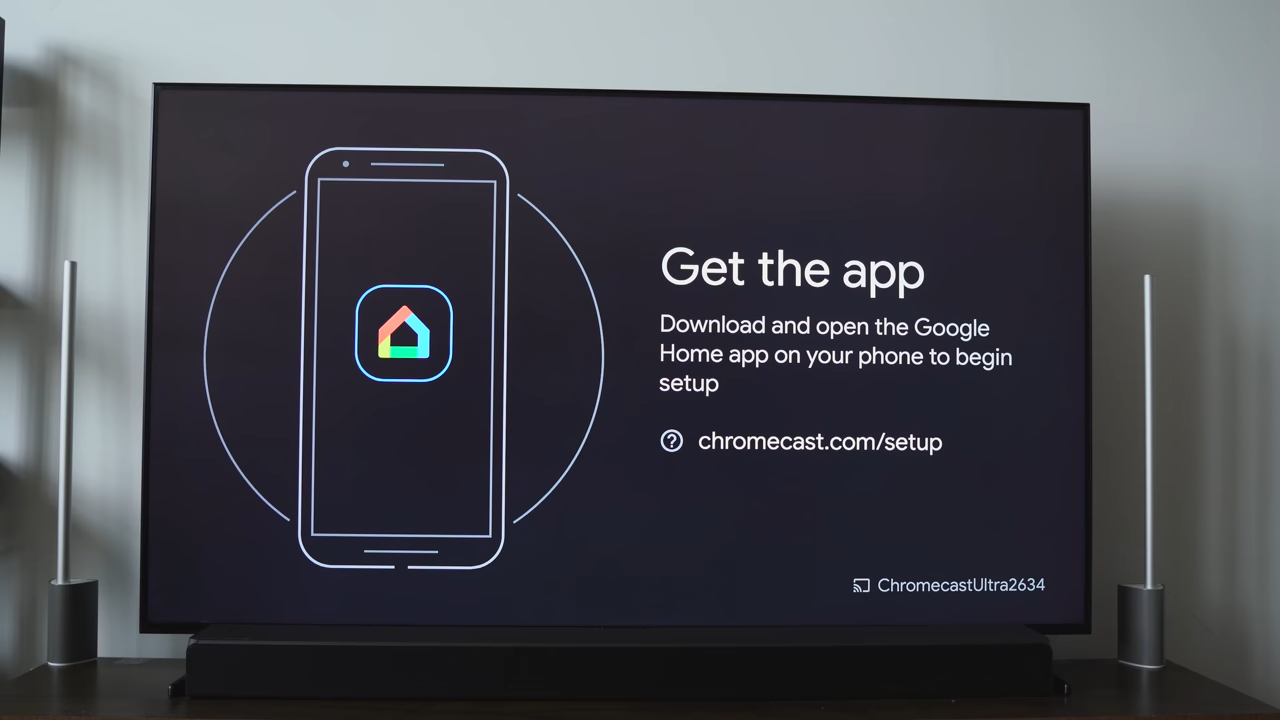 Get the app
Download and open the Google
Home app on your phone to begin
setup
chromecast.com/setup
ChromecastUltra2634